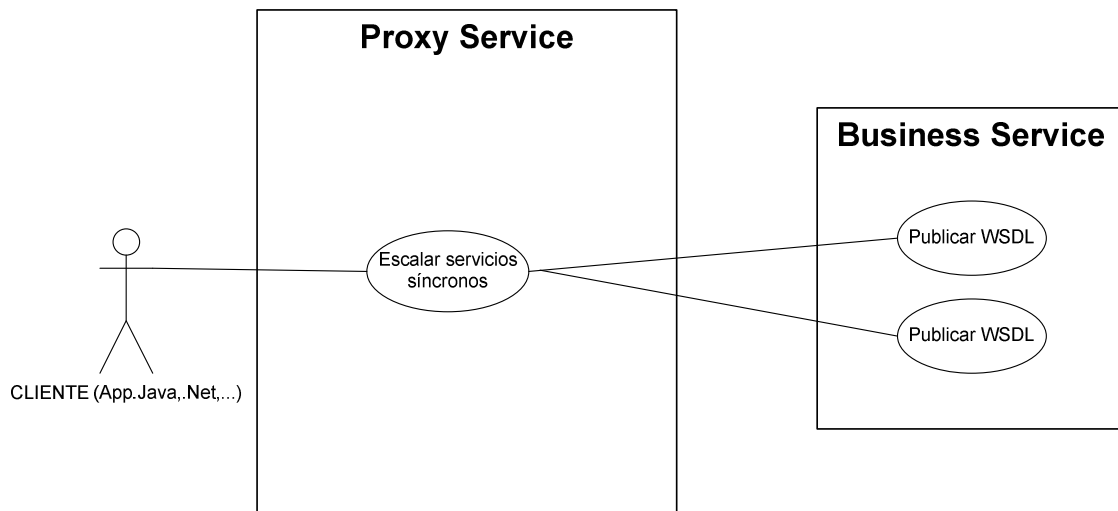 Proxy Service
Business Service
Publicar WSDL
Escalar servicios
síncronos
Publicar WSDL
CLIENTE (App.Java,.Net,...)